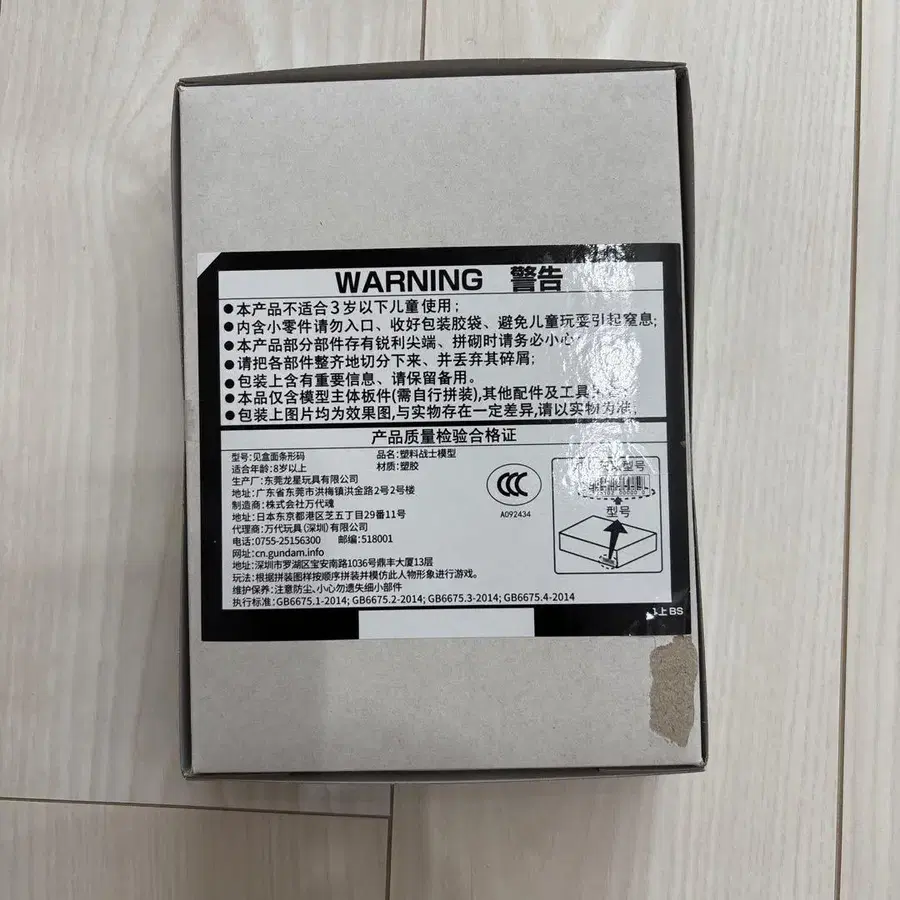 WARNING 警告
●本产品不适合3岁以下儿童使用;
●内含小零件请勿入口、收好包装胶袋、避免儿童玩耍引起窒息;
●本产品部分部件存有锐利尖端、拼砌时请务必小心
●请把各部件整齐地切分下来、并丢弃其碎屑;
●包装上含有重要信息、请保留备用。
●本品仅含模型主体板件(需自行拼装),其他配件及工具
●包装上图片均为效果图,与实物存在一定差异,请以实物为准;
产品质量检验合格证
型号:见盒面条形码 品名:塑料战士模型
适合年龄:8岁以上 材质:塑胶
生产厂:东莞龙星玩具有限公司
地址:广东省东莞市洪梅镇洪金路2号2号楼
制造商:株式会社万代魂
地址:日本东京都港区芝五丁目29番11号
代理商:万代玩具(深圳)有限公司
电话:0755-25156300 邮编:518001
网址:cn.gundam.info
地址:深圳市罗湖区宝安南路1036号鼎丰大厦13层
玩法:根据拼装图样按顺序拼装并模仿此人物形象进行游戏。
维护保养:注意防尘、小心勿遗失细小部件
执行标准:GB6675.1-2014; GB6675.2-2014; GB6675.3-2014; GB6675.4-2014
CCC
A092434
型号
型号
上 BS